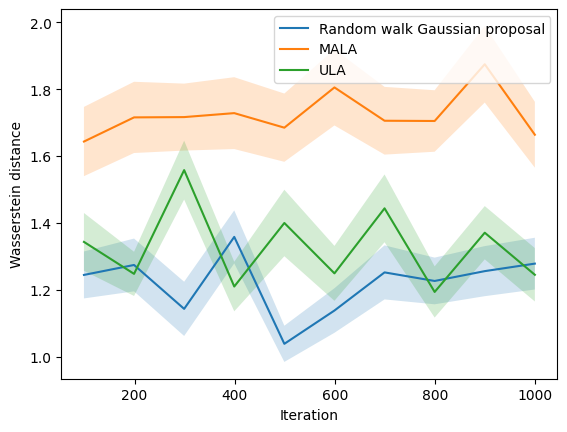 Random walk Gaussian proposal
MALA
ULA
Wasserstein distance
2.0
1.8
1.6
1.4
1.2
1.0
200
400
600
800
1000
Iteration